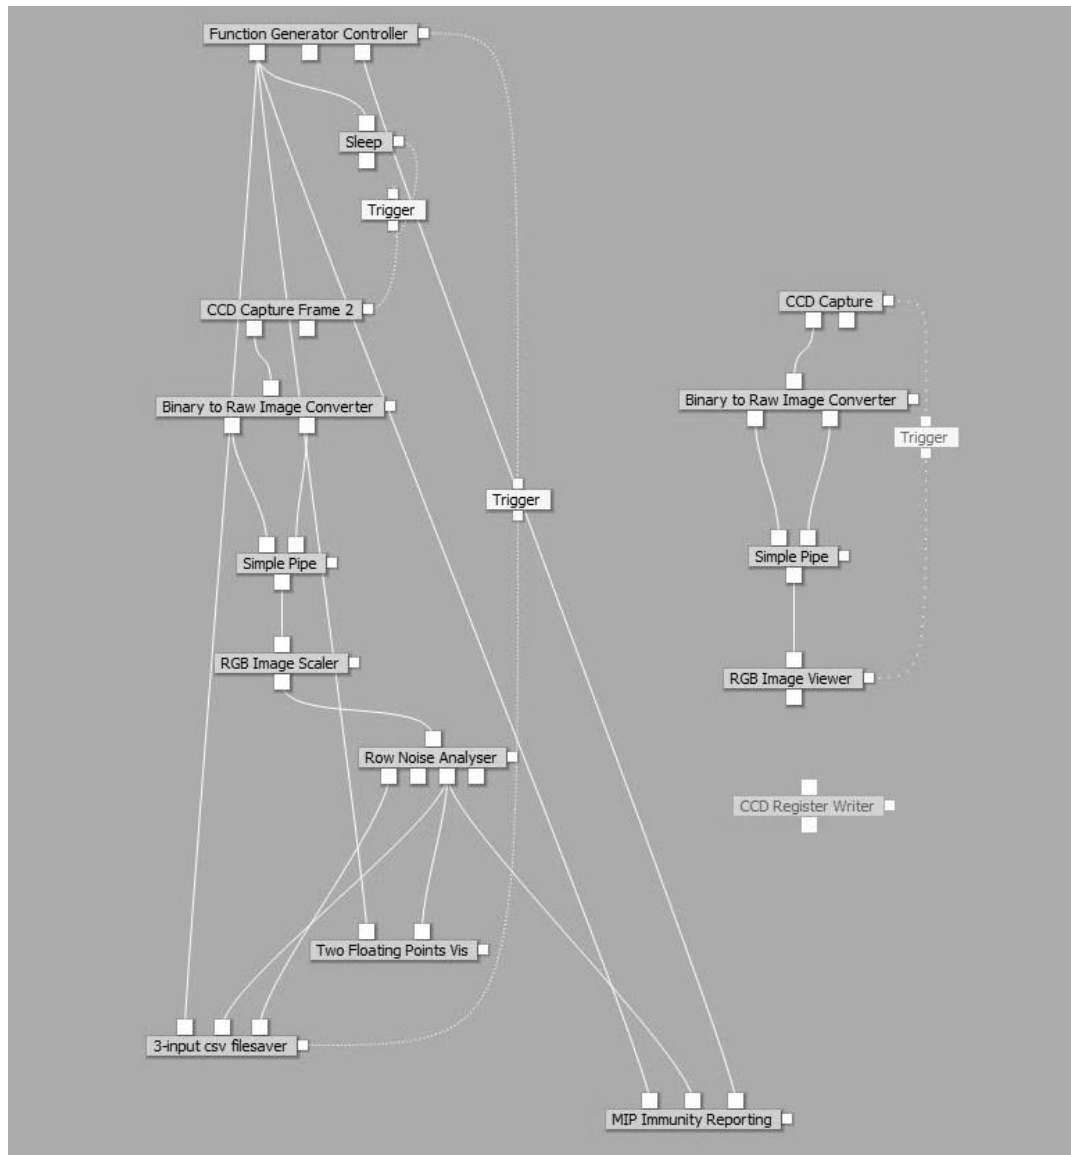 Function Generator Controller
Sleep
Trigger
CCD Capture Frame 2
Binary to Raw Image Converter
Simple Pipe
RGB Image Scaler
Row Noise Analyser
Two Floating Points Vis
3-input csv filesaver
Trigger
MIP Immunity Reporting
CCD Capture
Binary to Raw Image Converter
Trigger
Simple Pipe
RGB Image Viewer
CCD Register Writer